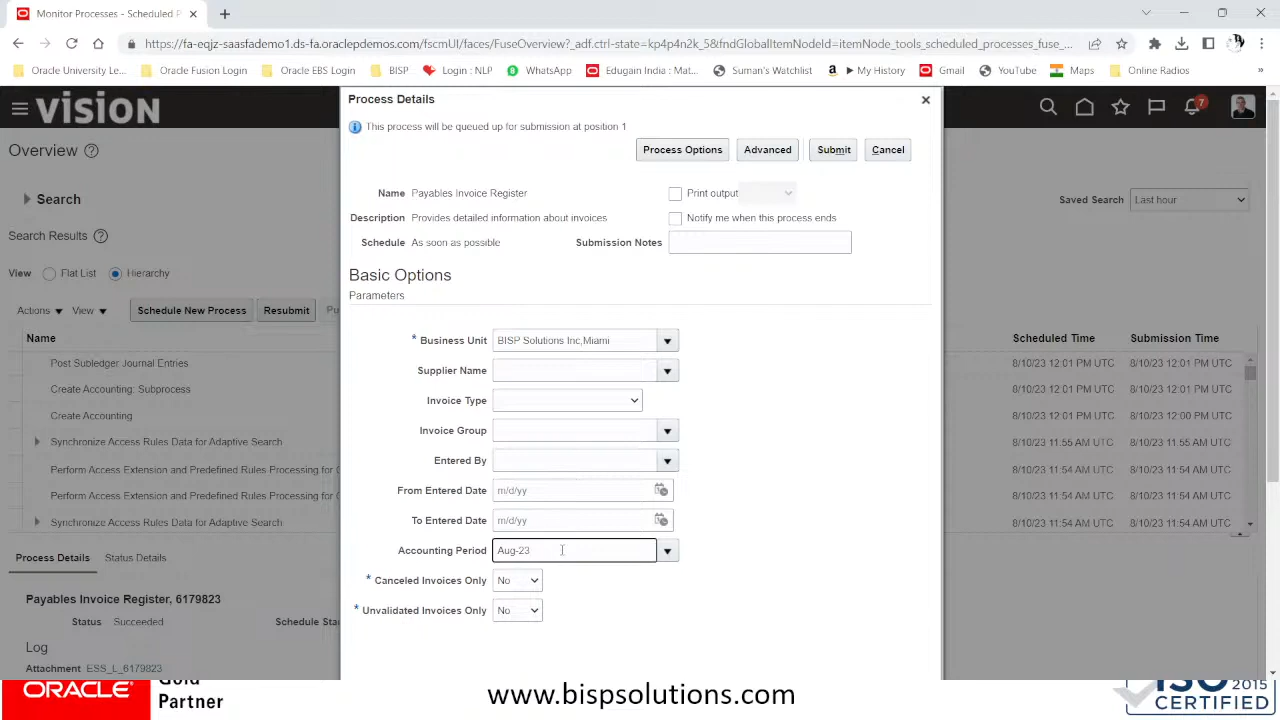 Monitor Processes - Scheduled P
https://fa-eqjz-saasfademo1.ds-fa.oraclepdemos.com/fscmUI/faces/FuseOverview?_adf.ctrl-state=kp4p4n2k_58&fndGlobalItemNodeId=itemNode_tools_scheduled_processes_fuse_...
Oracle University Le... Oracle Fusion Login Oracle EBS Login BISP Login : NLP WhatsApp Edugain India : Mat... Suman's Watchlist My History Gmail YouTube Maps Online Radios »
VISION
7
Overview
Search
Saved Search Last hour
Search Results
View Flat List Hierarchy
Actions View Schedule New Process Resubmit Pu
Name Scheduled Time Submission Time
Post Subledger Journal Entries 8/10/23 12:01 PM UTC 8/10/23 12:01 PM UTC
Create Accounting: Subprocess 8/10/23 12:01 PM UTC 8/10/23 12:01 PM UTC
Create Accounting 8/10/23 12:01 PM UTC 8/10/23 12:00 PM UTC
Synchronize Access Rules Data for Adaptive Search 8/10/23 11:55 AM UTC 8/10/23 11:55 AM UTC
Perform Access Extension and Predefined Rules Processing for 8/10/23 11:54 AM UTC 8/10/23 11:54 AM UTC
Perform Access Extension and Predefined Rules Processing for 8/10/23 11:54 AM UTC 8/10/23 11:54 AM UTC
Synchronize Access Rules Data for Adaptive Search 8/10/23 11:54 AM UTC 8/10/23 11:54 AM UTC
Process Details Status Details
Payables Invoice Register, 6179823
Status Succeeded Schedule Sta
Log
Attachment ESS_L_6179823
Process Details
This process will be queued up for submission at position 1
Process Options Advanced Submit Cancel
Name Payables Invoice Register Print output
Description Provides detailed information about invoices Notify me when this process ends
Schedule As soon as possible Submission Notes
Basic Options
Parameters
* Business Unit BISP Solutions Inc,Miami
Supplier Name
Invoice Type
Invoice Group
Entered By
From Entered Date m/d/yy
To Entered Date m/d/yy
Accounting Period Aug-23
* Canceled Invoices Only No
* Unvalidated Invoices Only No
ORACLE
Gold
Partner
www.bispsolutions.com
ISO 2015
CERTIFIED